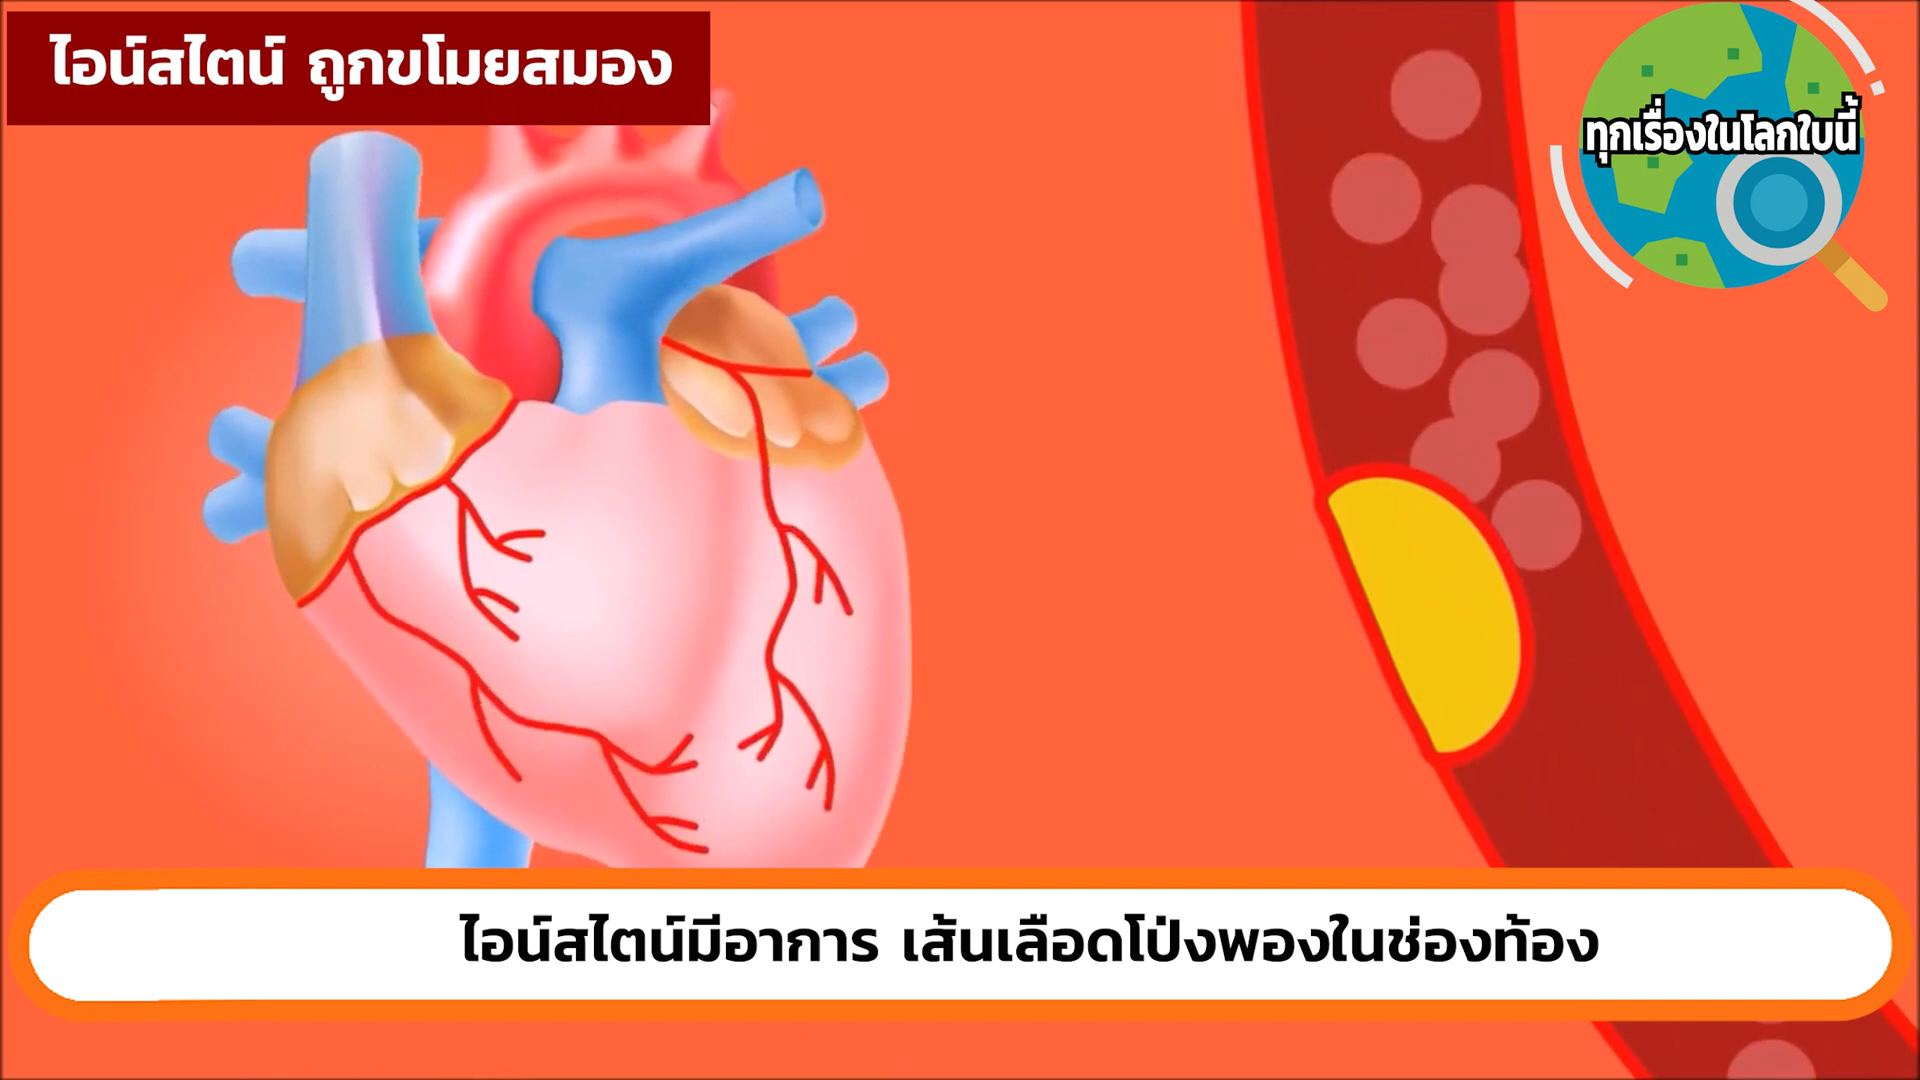 ไอน์สไตน์ ถูกขโมยสมอง
ทุกเรื่องในโลกใบนี้
ไอน์สไตน์มีอาการ เส้นเลือดโป่งพองในช่องท้อง